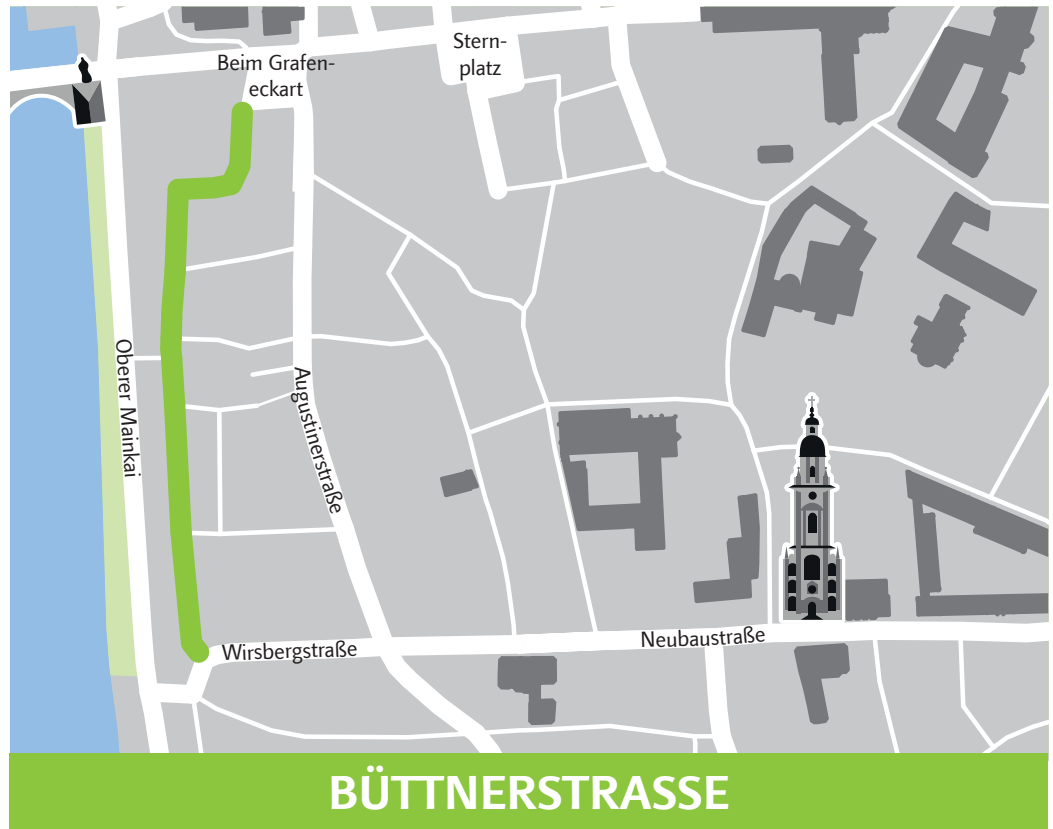 Beim Grafen-
eckart
Stern-
platz
Oberer Mainkai
Augustinerstraße
Wirsbergstraße
Neubaustraße
BÜTTNERSTRASSE